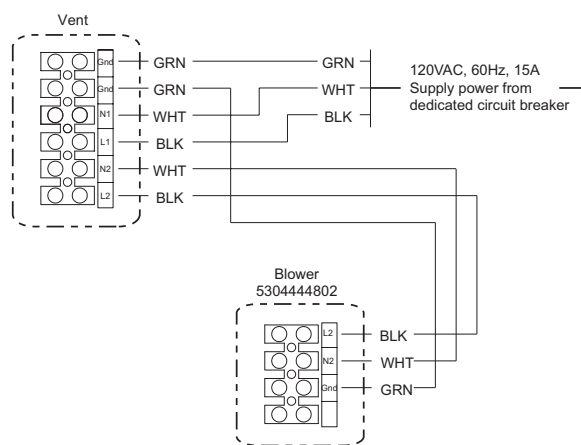 Vent
Gnd GRN GRN
Gnd GRN
N1 WHT WHT
L1 BLK BLK
N2 WHT
L2 BLK
120VAC, 60Hz, 15A
Supply power from
dedicated circuit breaker
Blower
5304444802
L2 BLK
N2 WHT
Gnd GRN